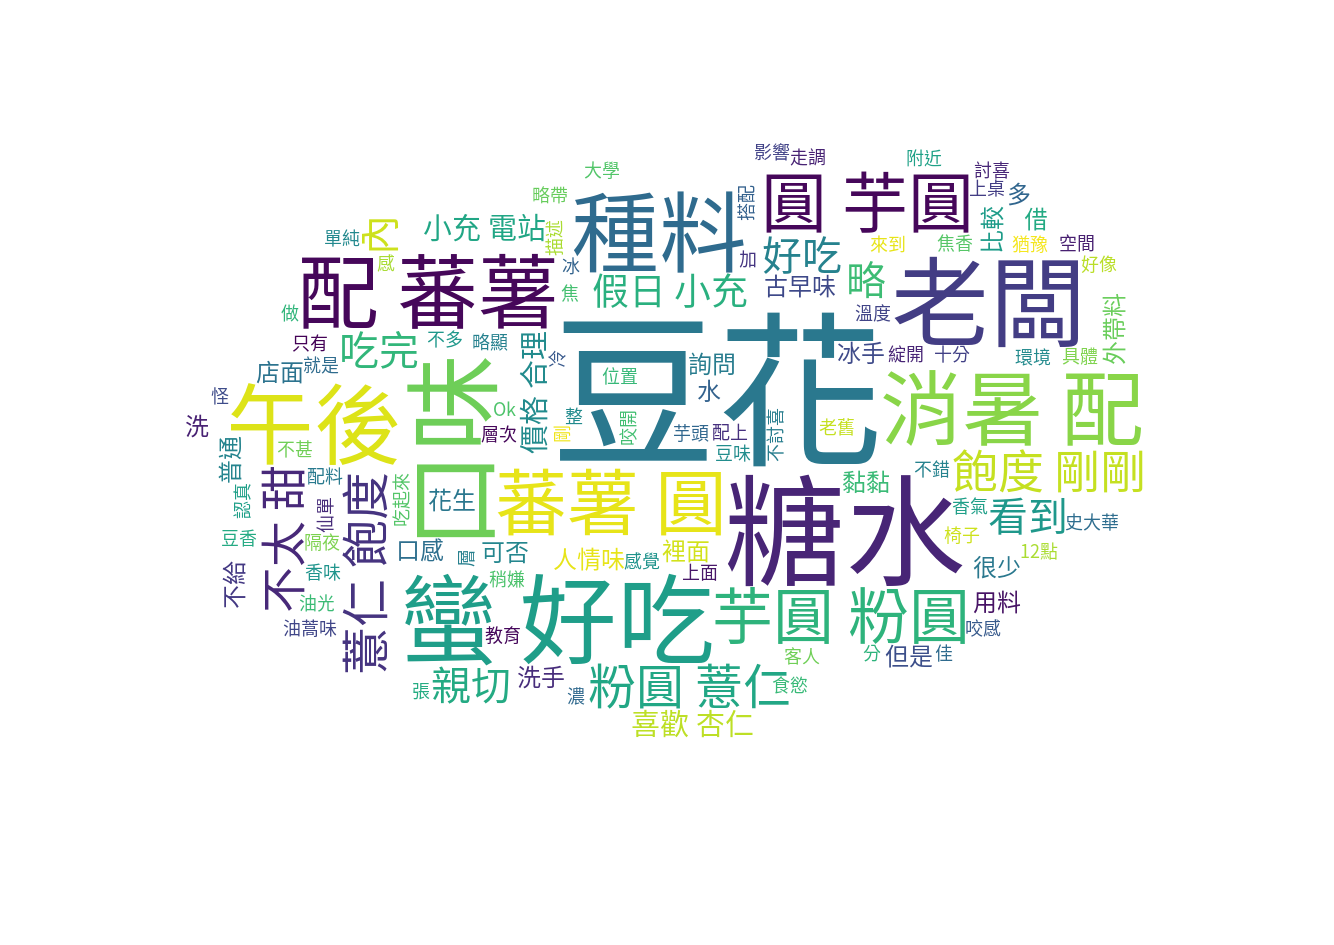 影響
走調
附近
大學
討喜
上桌
略帶
搭配
多
種料
圓 芋圓
單純
內
小充 電站
描述
比較
借
好吃
來到
焦香
猶豫
空間
感
配 蕃薯
冰
加
老闆
好像
焦
假日 小充
古早味
略
做
溫度
外帶料
只有
吃完
不多
略顯
豆花
冰手
綻開
十分
環境
具體
店面
就是
合理
冷
詢問
位置
水
消暑 配
怪
午後
口味
Ok
洗
價格
整
層次
剛
咬開
芋頭
配上
不討喜
老舊
不甚
普通
豆味
配料
飽度 剛剛
不錯
不太 甜
薏仁 飽度
吃起來
花生
蕃薯 圓
糖水
黏黏
認真
仙單
香氣
看到
史大華
豆香
隔夜
椅子
口感
層
可否
人情味
感覺
裡面
12點
不給
香味
稍嫌
上面
很少
油光
蠻 好吃
芋圓 粉圓
用料
油蒿味
教育
咬感
客人
分
但是
佳
張
親切
洗手
濃
粉圓 薏仁
食慾
喜歡 杏仁